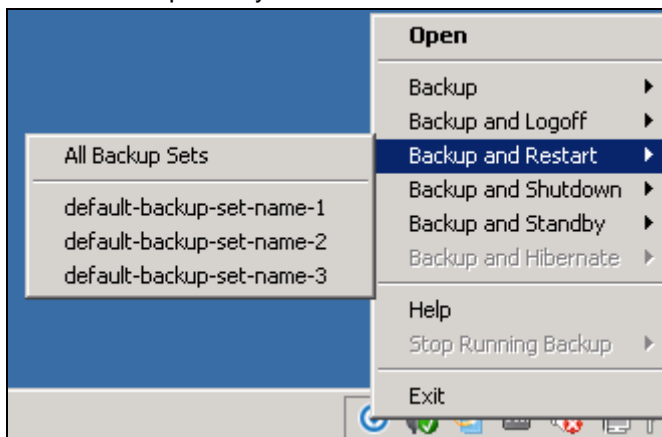 Open
Backup
Backup and Logoff
Backup and Restart
Backup and Shutdown
Backup and Standby
Backup and Hibernate
Help
Stop Running Backup
Exit
All Backup Sets
default-backup-set-name-1
default-backup-set-name-2
default-backup-set-name-3